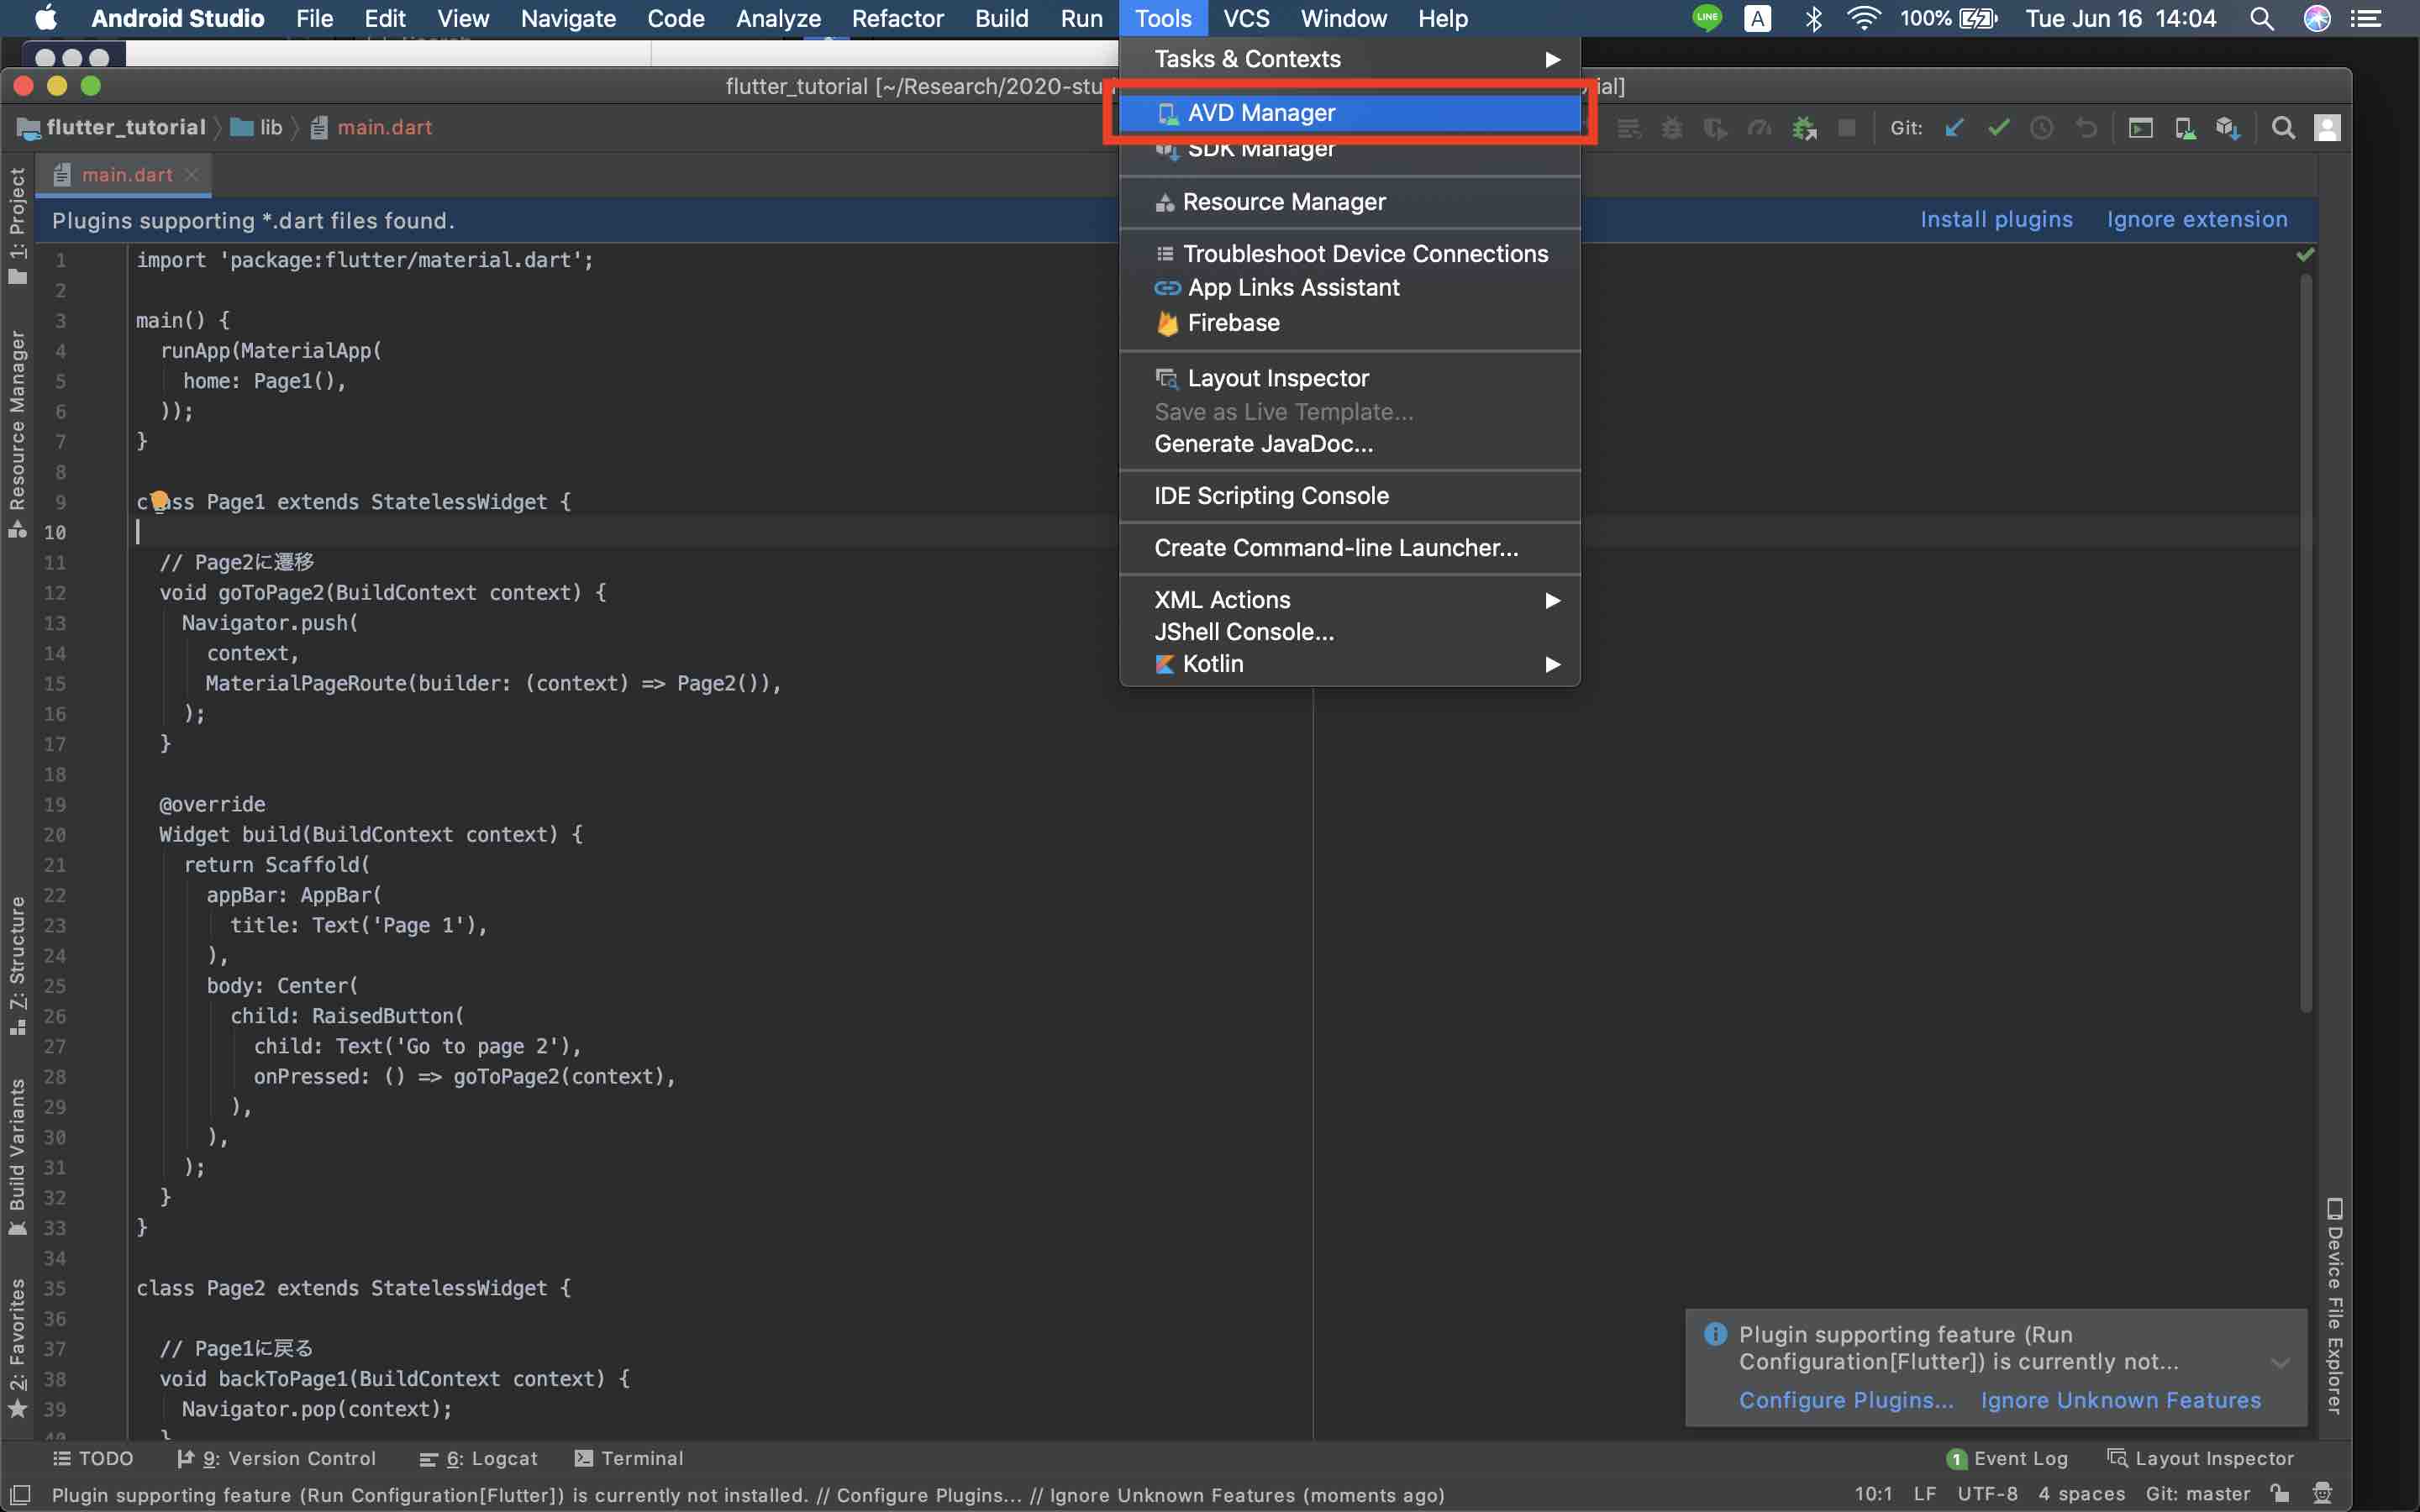 Android Studio File Edit View Navigate Code Analyze Refactor Build Run Tools VCS Window Help LINE A 100% Tue Jun 16 14:04
flutter_tutorial [~/Research/2020-stu
ial]
flutter_tutorial lib main.dart
Git:
main.dart
Plugins supporting *.dart files found.
Install plugins Ignore extension
Tasks & Contexts
AVD Manager
SDK Manager
Resource Manager
Troubleshoot Device Connections
App Links Assistant
Firebase
Layout Inspector
Save as Live Template...
Generate JavaDoc...
IDE Scripting Console
Create Command-line Launcher...
XML Actions
JShell Console...
Kotlin
1: Project
Resource Manager
7: Structure
Build Variants
2: Favorites
1 import 'package:flutter/material.dart';
2
3 main() {
4 runApp(MaterialApp(
5 home: Page1(),
6 ));
7 }
8
9 class Page1 extends StatelessWidget {
10
11 // Page2に遷移
12 void goToPage2(BuildContext context) {
13 Navigator.push(
14 context,
15 MaterialPageRoute(builder: (context) => Page2()),
16 );
17 }
18
19 @override
20 Widget build(BuildContext context) {
21 return Scaffold(
22 appBar: AppBar(
23 title: Text('Page 1'),
24 ),
25 body: Center(
26 child: RaisedButton(
27 child: Text('Go to page 2'),
28 onPressed: () => goToPage2(context),
29 ),
30 ),
31 );
32 }
33 }
34
35 class Page2 extends StatelessWidget {
36
37 // Page1に戻る
38 void backToPage1(BuildContext context) {
39 Navigator.pop(context);
40 }
Device File Explorer
Plugin supporting feature (Run
Configuration[Flutter]) is currently not...
Configure Plugins... Ignore Unknown Features
TODO 9: Version Control 6: Logcat Terminal 1 Event Log Layout Inspector
Plugin supporting feature (Run Configuration[Flutter]) is currently not installed. // Configure Plugins... // Ignore Unknown Features (moments ago) 10:1 LF UTF-8 4 spaces Git: master